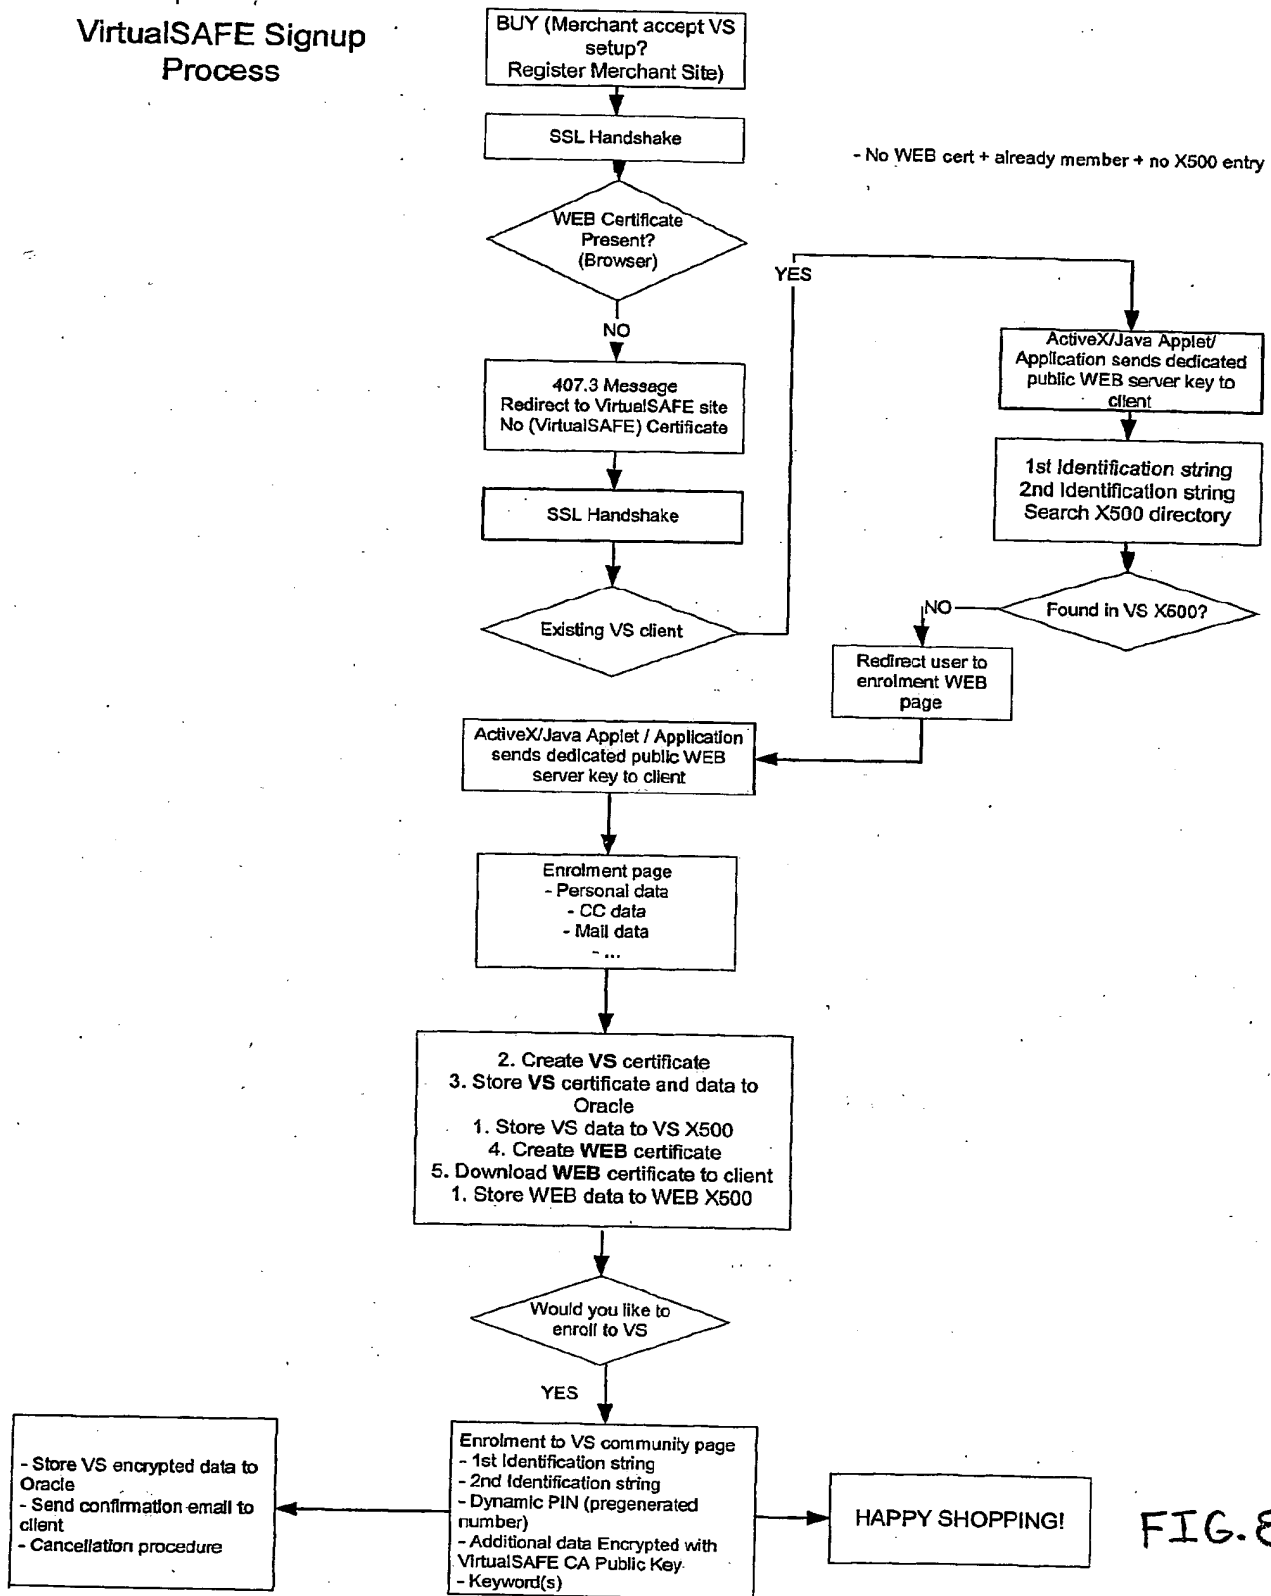 VirtualSAFE Signup
Process
BUY (Merchant accept VS
setup?
Register Merchant Site)
SSL Handshake
- No WEB cert + already member + no X500 entry
WEB Certificate
Present?
(Browser)
YES
NO
ActiveX/Java Applet/
Application sends dedicated
public WEB server key to
client
407.3 Message
Redirect to VirtualSAFE site
No (VirtualSAFE) Certificate
1st Identification string
2nd Identification string
Search X500 directory
SSL Handshake
Existing VS client
NO
Found in VS X500?
Redirect user to
enrolment WEB
page
ActiveX/Java Applet / Application
sends dedicated public WEB
server key to client
Enrolment page
- Personal data
- CC data
- Mail data
- ...
2. Create VS certificate
3. Store VS certificate and data to
Oracle
1. Store VS data to VS X500
4. Create WEB certificate
5. Download WEB certificate to client
1. Store WEB data to WEB X500
Would you like to
enroll to VS
YES
- Store VS encrypted data to
Oracle
- Send confirmation email to
client
- Cancellation procedure
Enrolment to VS community page
- 1st Identification string
- 2nd Identification string
- Dynamic PIN (pregenerated
number)
- Additional data Encrypted with
VirtualSAFE CA Public Key
- Keyword(s)
HAPPY SHOPPING!
FIG. 8